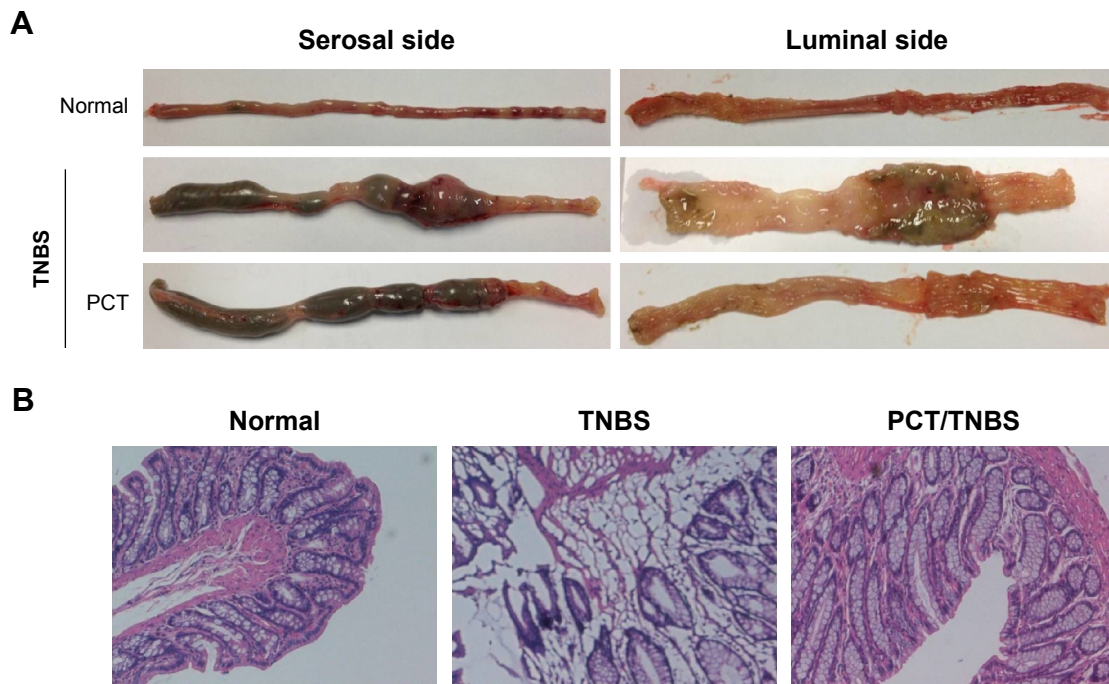 A
Serosal side
Luminal side
Normal
TNBS
PCT
B
Normal
TNBS
PCT/TNBS